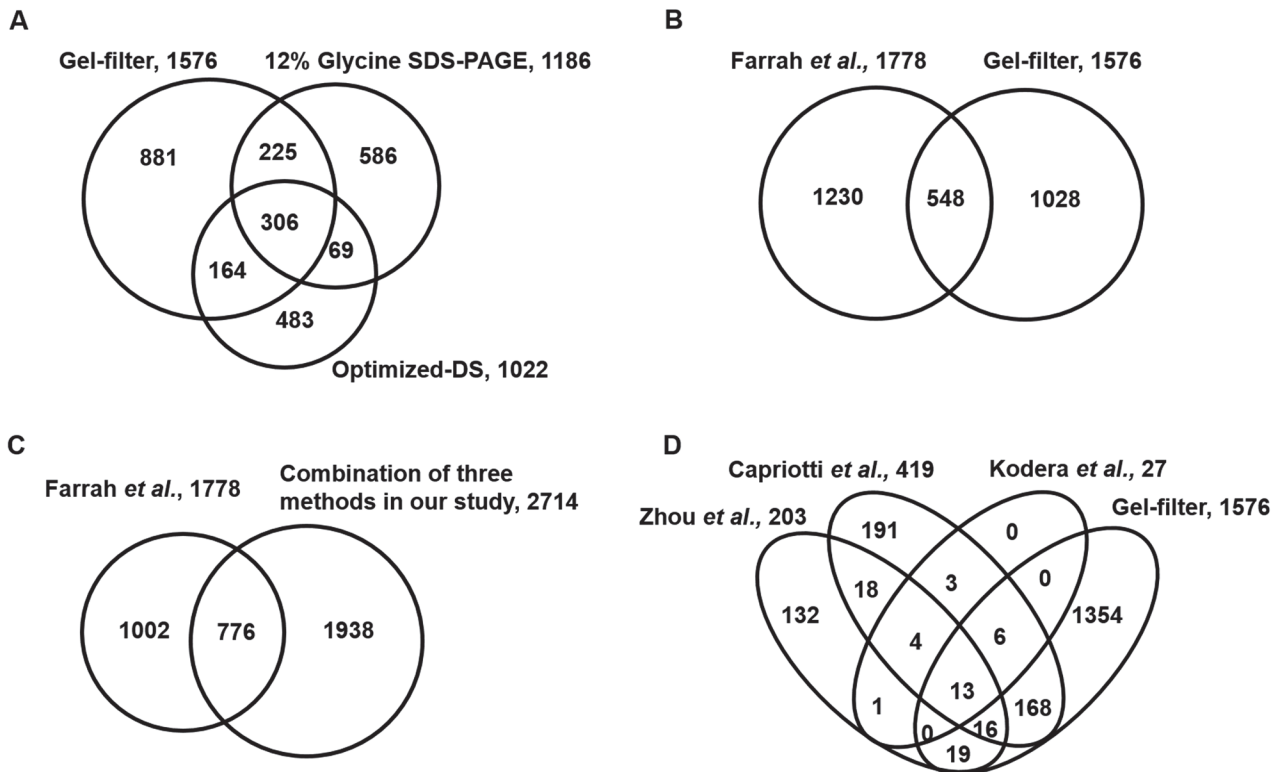 A
Gel-filter, 1576
12% Glycine SDS-PAGE, 1186
881
225
586
306
69
164
483
Optimized-DS, 1022
B
Farrah et al., 1778
Gel-filter, 1576
1230
548
1028
C
Farrah et al., 1778
Combination of three
methods in our study, 2714
1002
776
1938
D
Capriotti et al., 419
Kodera et al., 27
Zhou et al., 203
Gel-filter, 1576
191
0
18
3
0
132
1354
4
6
13
1
168
0
16
19